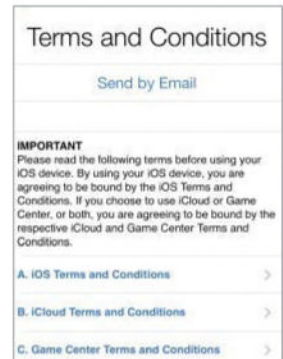 Terms and Conditions
Send by Email
IMPORTANT
Please read the following terms before using your
iOS device. By using your iOS device, you are
agreeing to be bound by the iOS Terms and
Conditions. If you choose to use iCloud or Game
Center, or both, you are agreeing to be bound by the
respective iCloud and Game Center Terms and
Conditions.
A. iOS Terms and Conditions
B. iCloud Terms and Conditions
C. Game Center Terms and Conditions